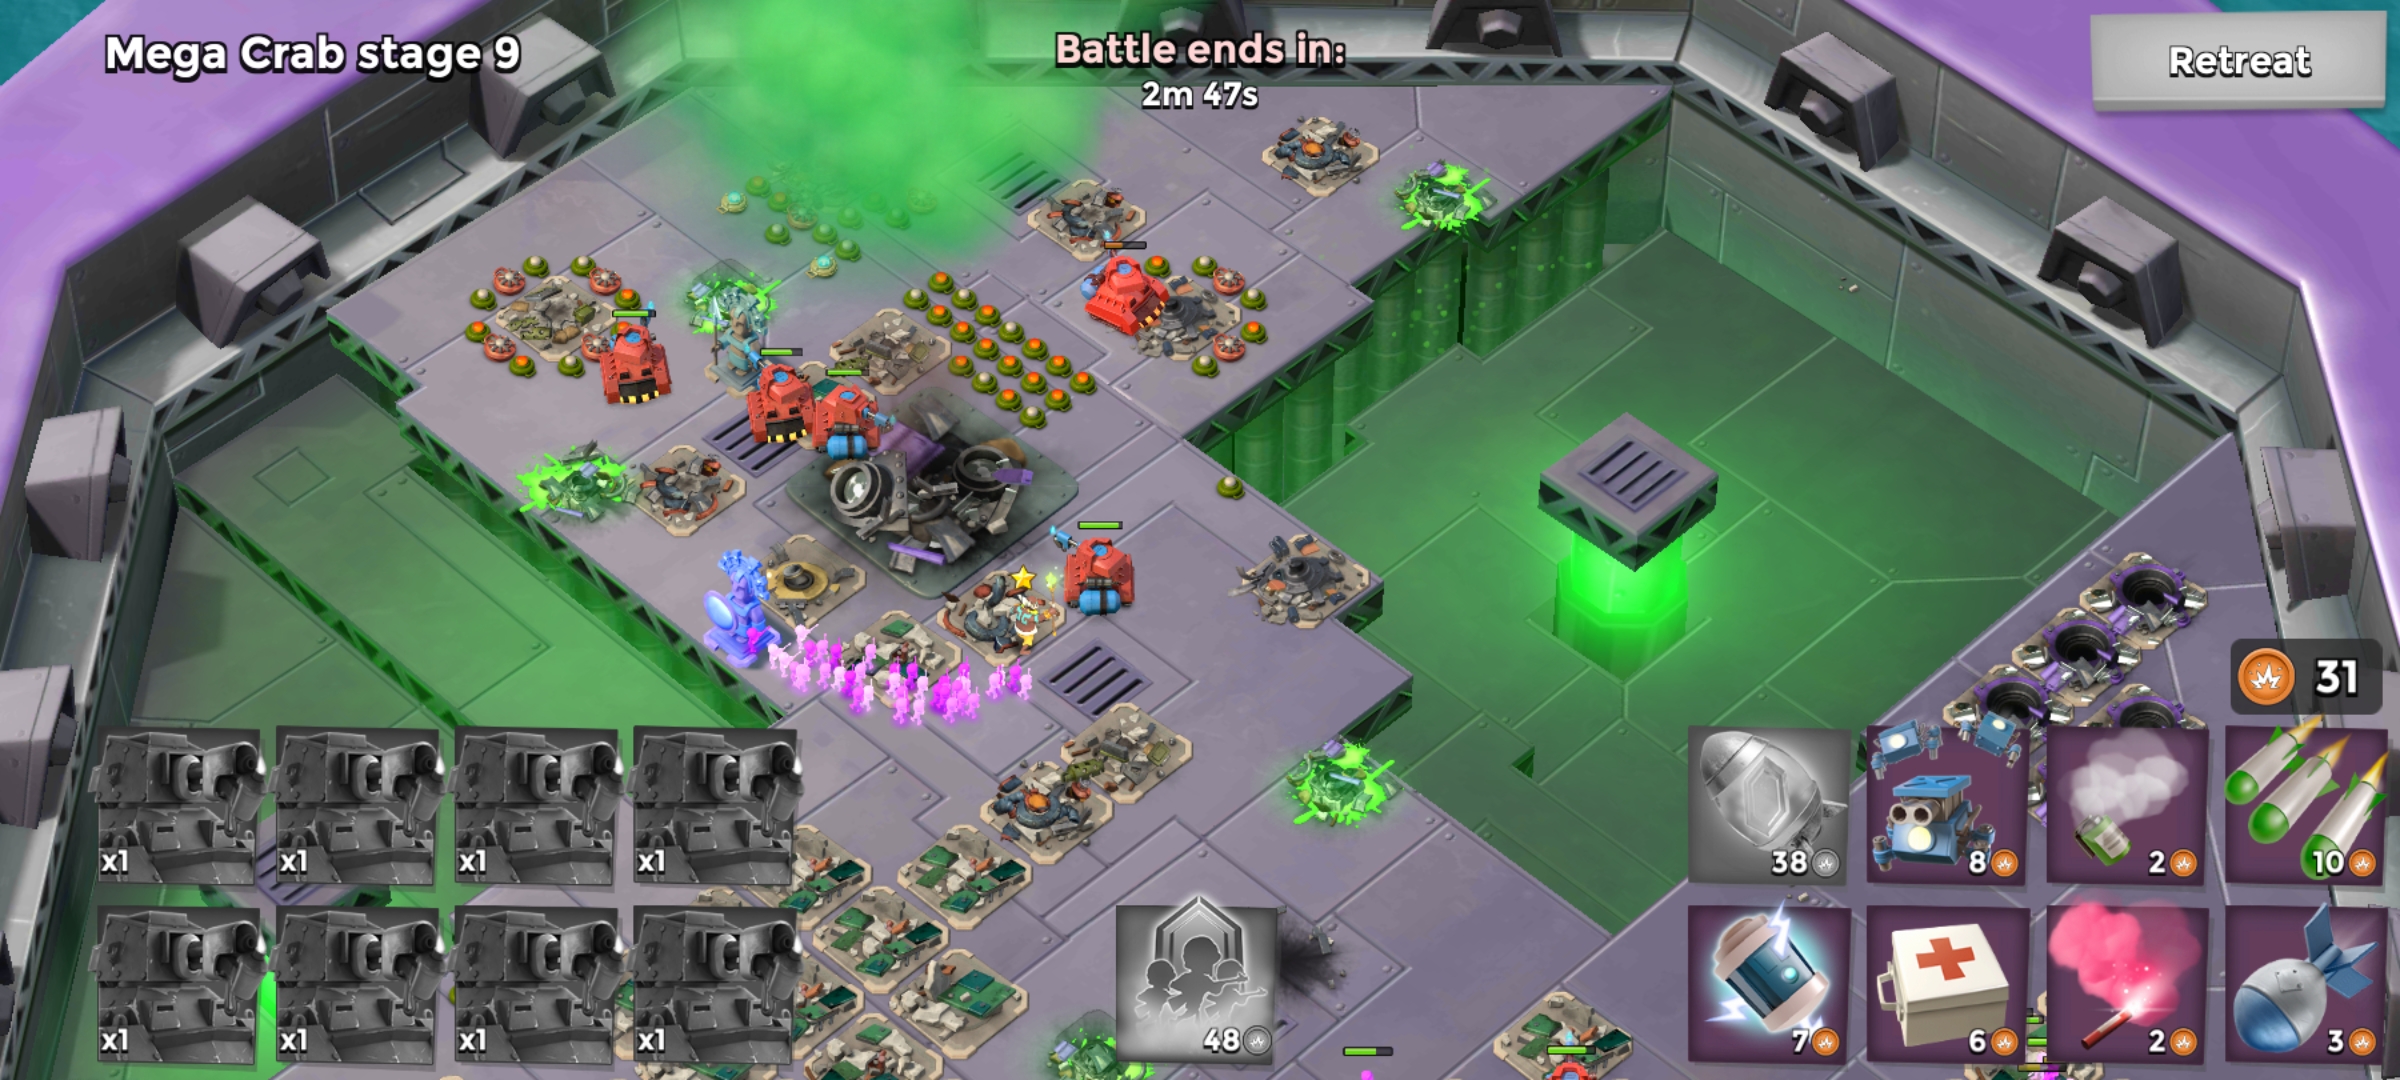 Mega Crab stage 9
Battle ends in:
2m 47s
Retreat
31
38
8
2
10
x1
x1
x1
x1
x1
x1
x1
x1
48
7
6
2
3